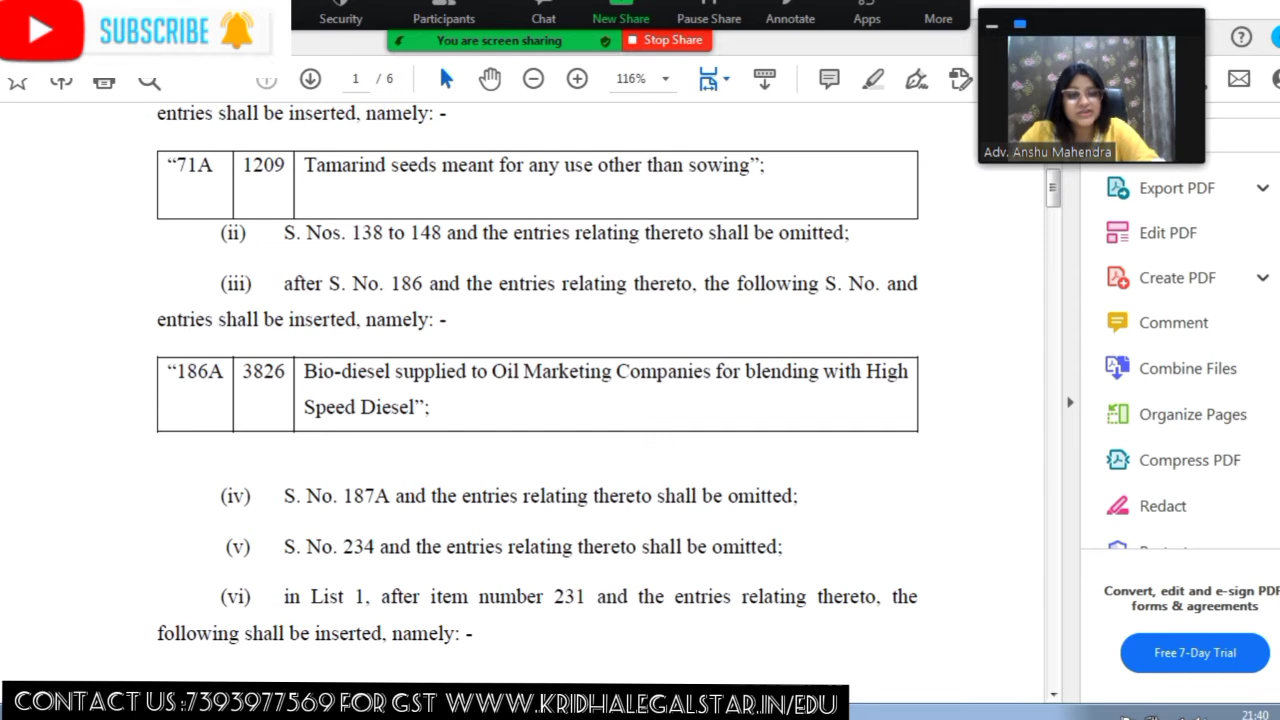 SUBSCRIBE
Security Participants Chat New Share Pause Share Annotate Apps More
You are screen sharing Stop Share
1 / 6 116%
Adv. Anshu Mahendra
entries shall be inserted, namely: -
“71A 1209 Tamarind seeds meant for any use other than sowing”;
(ii) S. Nos. 138 to 148 and the entries relating thereto shall be omitted;
(iii) after S. No. 186 and the entries relating thereto, the following S. No. and
entries shall be inserted, namely: -
“186A 3826 Bio-diesel supplied to Oil Marketing Companies for blending with High
Speed Diesel”;
(iv) S. No. 187A and the entries relating thereto shall be omitted;
(v) S. No. 234 and the entries relating thereto shall be omitted;
(vi) in List 1, after item number 231 and the entries relating thereto, the
following shall be inserted, namely: -
Export PDF
Edit PDF
Create PDF
Comment
Combine Files
Organize Pages
Compress PDF
Redact
Convert, edit and e-sign PDF
forms & agreements
Free 7-Day Trial
CONTACT US :7393977569 FOR GST WWW.KRIDHALEGALSTAR.IN/EDU
21:40